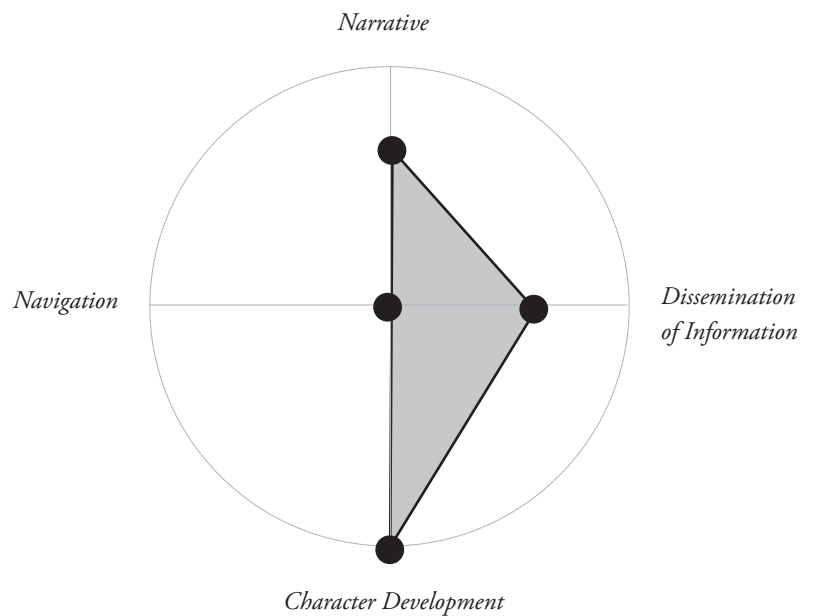 Narrative
Navigation
Dissemination
of Information
Character Development